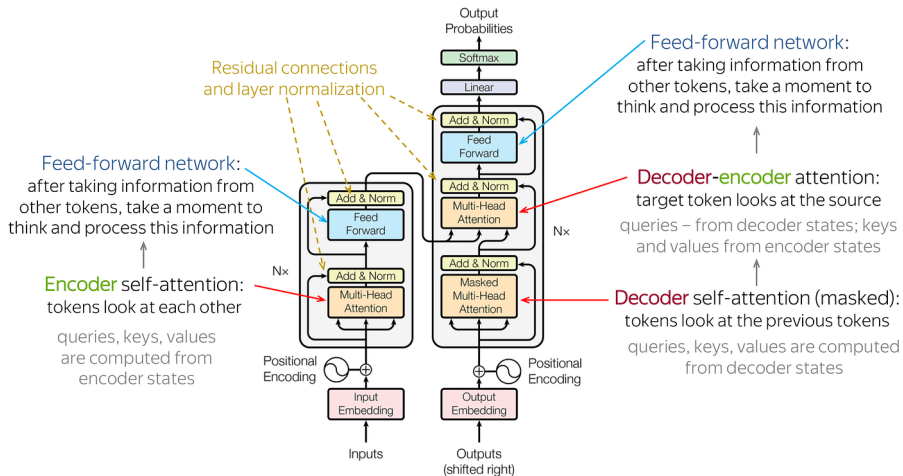 Output
Probabilities
Softmax
Linear
Add & Norm
Feed
Forward
Add & Norm
Multi-Head
Attention
Add & Norm
Masked
Multi-Head
Attention
Nx
Positional
Encoding
Output
Embedding
Outputs
(shifted right)
Residual connections
and layer normalization
Add & Norm
Feed
Forward
Add & Norm
Multi-Head
Attention
N×
Positional
Encoding
Input
Embedding
Inputs
Feed-forward network:
after taking information from
other tokens, take a moment to
think and process this information
Encoder self-attention:
tokens look at each other
queries, keys, values
are computed from
encoder states
Feed-forward network:
after taking information from
other tokens, take a moment to
think and process this information
Decoder-encoder attention:
target token looks at the source
queries – from decoder states; keys
and values from encoder states
Decoder self-attention (masked):
tokens look at the previous tokens
queries, keys, values are computed
from decoder states